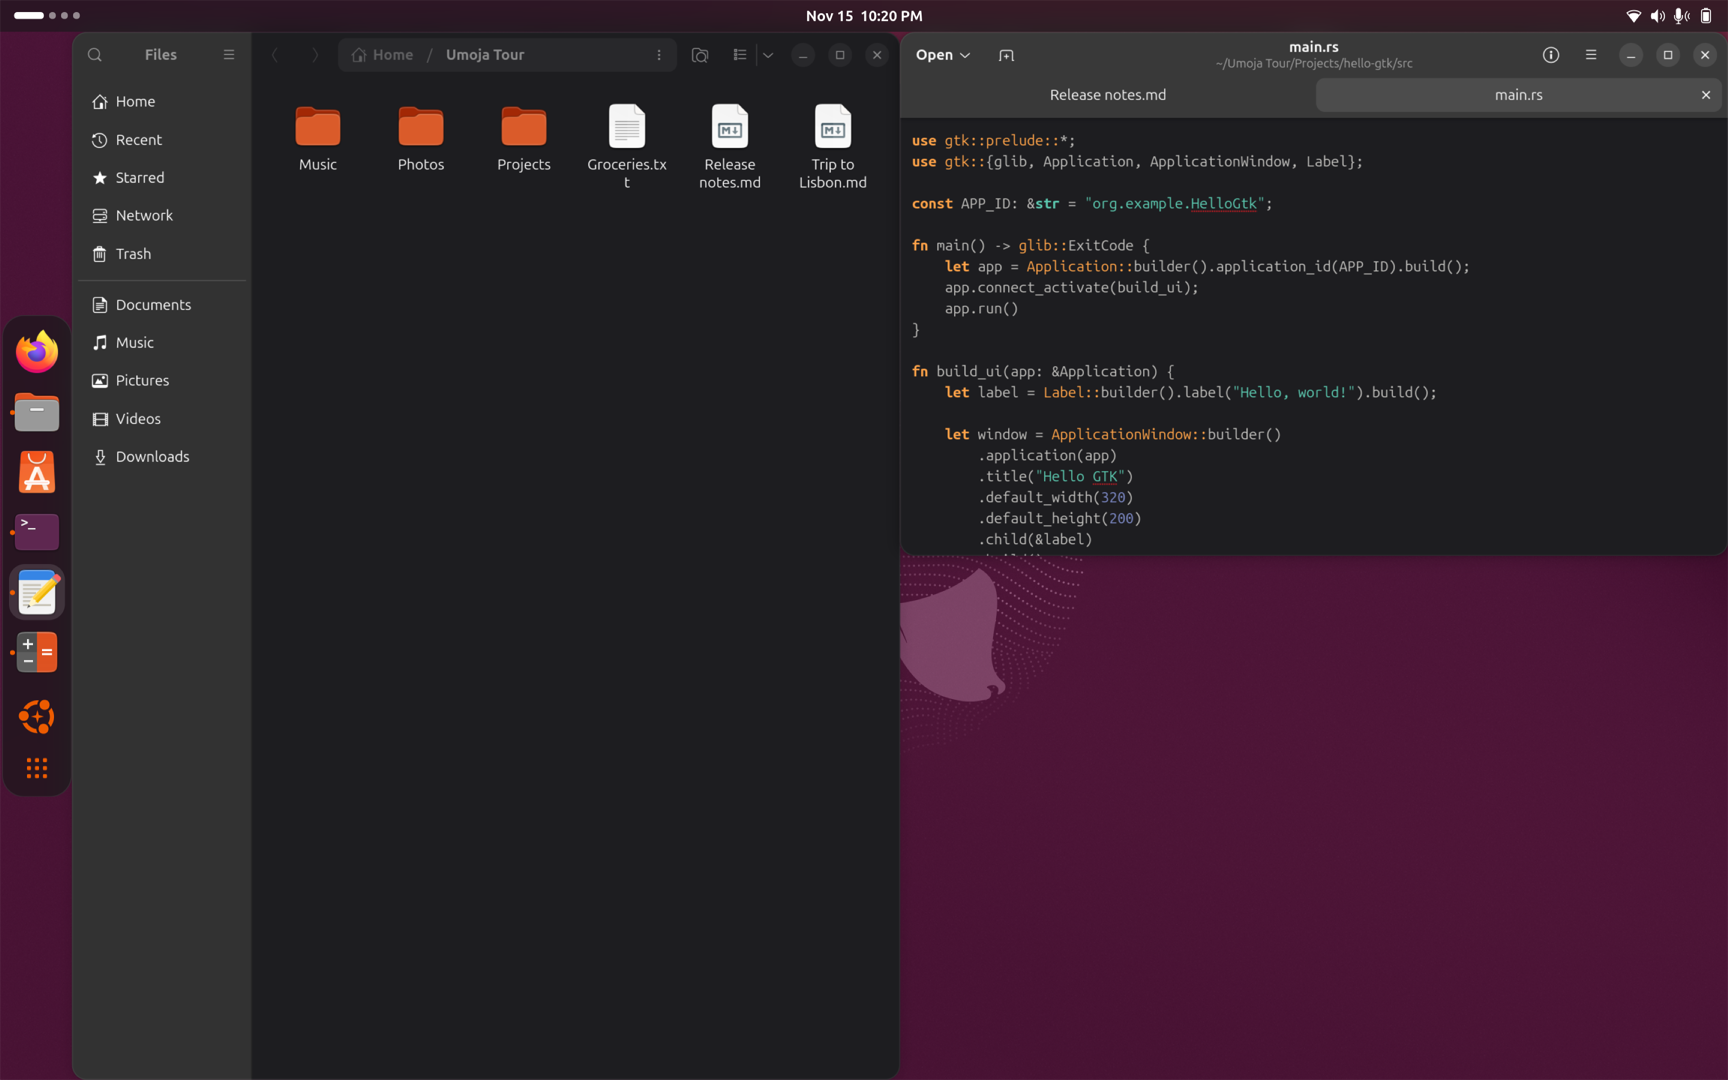 Nov 15 10:20 PM
Files
Home / Umoja Tour
Home
Recent
Starred
Network
Trash
Documents
Music
Pictures
Videos
Downloads
Music
Photos
Projects
Groceries.tx
t
Release
notes.md
Trip to
Lisbon.md
Open
main.rs
~/Umoja Tour/Projects/hello-gtk/src
Release notes.md
main.rs
use gtk::prelude::*;
use gtk::{glib, Application, ApplicationWindow, Label};
const APP_ID: &str = "org.example.HelloGtk";
fn main() -> glib::ExitCode {
    let app = Application::builder().application_id(APP_ID).build();
    app.connect_activate(build_ui);
    app.run()
}
fn build_ui(app: &Application) {
    let label = Label::builder().label("Hello, world!").build();
    let window = ApplicationWindow::builder()
        .application(app)
        .title("Hello GTK")
        .default_width(320)
        .default_height(200)
        .child(&label)